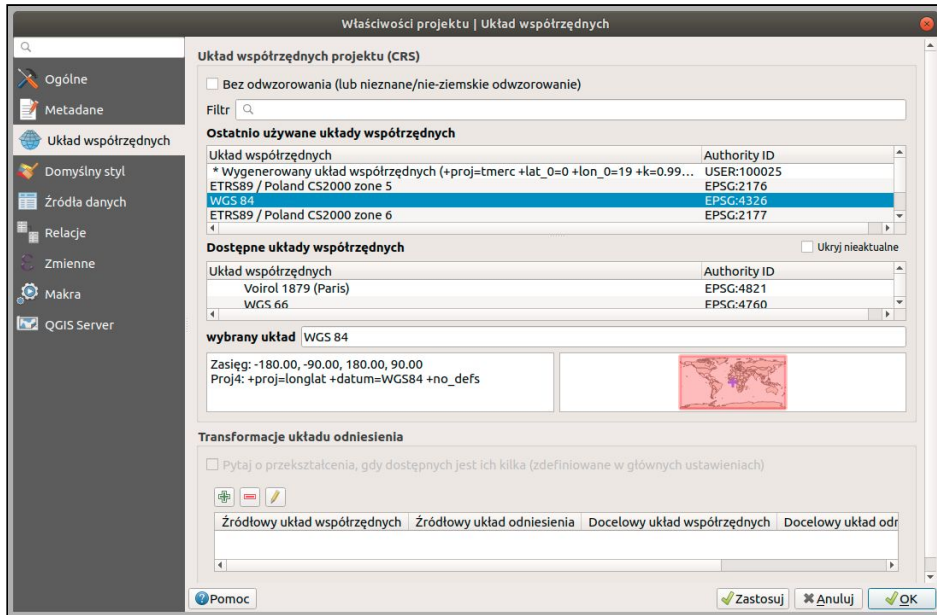 Właściwości projektu | Układ współrzędnych
Ogólne
Metadane
Układ współrzędnych
Domyślny styl
Źródła danych
Relacje
Zmienne
Makra
QGIS Server
Układ współrzędnych projektu (CRS)
Bez odwzorowania (lub nieznane/nie-ziemskie odwzorowanie)
Filtr
Ostatnio używane układy współrzędnych
Układ współrzędnych Authority ID
* Wygenerowany układ współrzędnych (+proj=tmerc +lat_0=0 +lon_0=19 +k=0.99... USER:100025
ETRS89 / Poland CS2000 zone 5 EPSG:2176
WGS 84 EPSG:4326
ETRS89 / Poland CS2000 zone 6 EPSG:2177
Dostępne układy współrzędnych Ukryj nieaktualne
Układ współrzędnych Authority ID
Voirol 1879 (Paris) EPSG:4821
WGS 66 EPSG:4760
wybrany układ WGS 84
Zasięg: -180.00, -90.00, 180.00, 90.00
Proj4: +proj=longlat +datum=WGS84 +no_defs
Transformacje układu odniesienia
Pytaj o przekształcenia, gdy dostępnych jest ich kilka (zdefiniowane w głównych ustawieniach)
Źródłowy układ współrzędnych Źródłowy układ odniesienia Docelowy układ współrzędnych Docelowy układ odr
Pomoc Zastosuj Anuluj OK